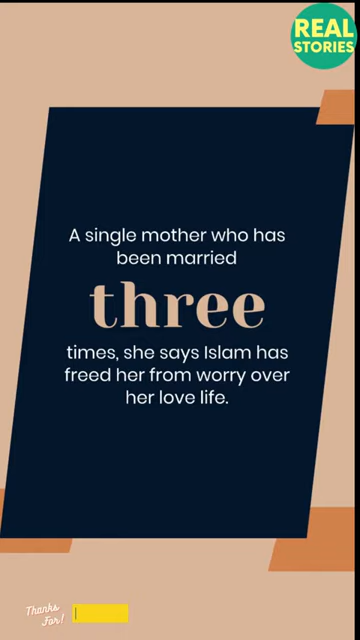 REAL
STORIES
A single mother who has
been married
three
times, she says Islam has
freed her from worry over
her love life.
Thanks
For!